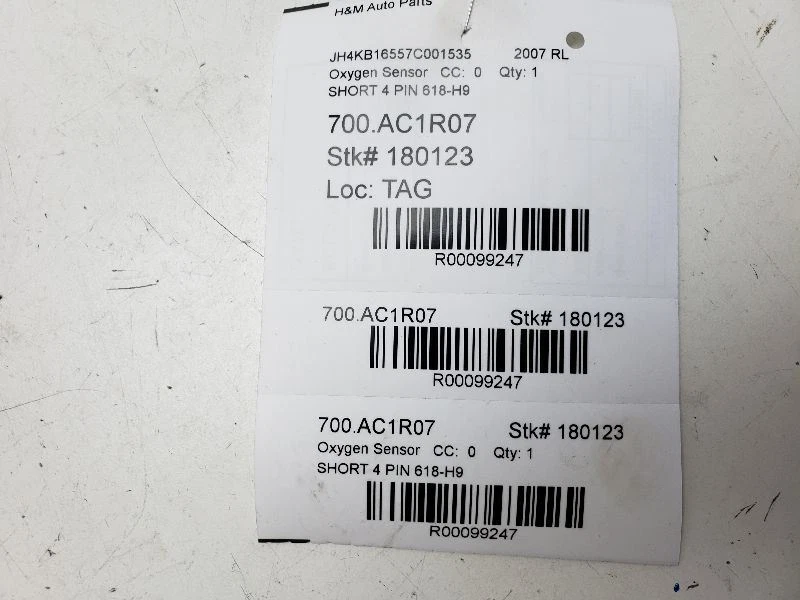 H&M Auto Parts
JH4KB16557C001535 2007 RL
Oxygen Sensor CC: 0 Qty: 1
SHORT 4 PIN 618-H9
700.AC1R07
Stk# 180123
Loc: TAG
R00099247
700.AC1R07 Stk# 180123
R00099247
700.AC1R07 Stk# 180123
Oxygen Sensor CC: 0 Qty: 1
SHORT 4 PIN 618-H9
R00099247